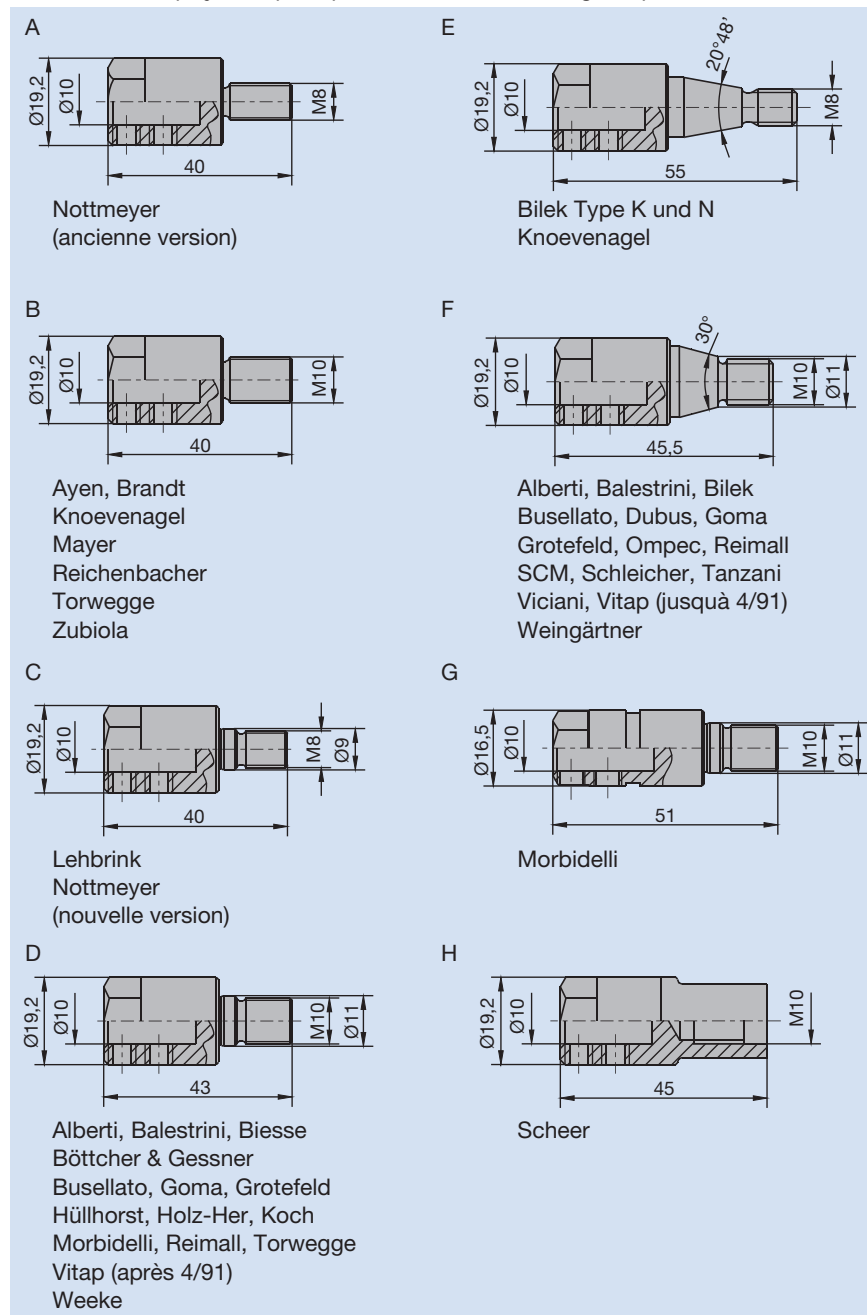 A
Ø19,2
Ø10
M8
40
Nottmeyer
(ancienne version)
B
Ø19,2
Ø10
M10
40
Ayen, Brandt
Knoevenagel
Mayer
Reichenbacher
Torwegge
Zubiola
C
Ø19,2
Ø10
M8
Ø9
40
Lehbrink
Nottmeyer
(nouvelle version)
D
Ø19,2
Ø10
M10
Ø11
43
Alberti, Balestrini, Biesse
Böttcher & Gessner
Busellato, Goma, Grotefeld
Hüllhorst, Holz-Her, Koch
Morbidelli, Reimall, Torwegge
Vitap (après 4/91)
Weeke
E
Ø19,2
Ø10
20°48'
M8
55
Bilek Type K und N
Knoevenagel
F
Ø19,2
Ø10
30°
M10
Ø11
45,5
Alberti, Balestrini, Bilek
Busellato, Dubus, Goma
Grotefeld, Ompec, Reimall
SCM, Schleicher, Tanzani
Viciani, Vitap (jusquà 4/91)
Weingärtner
G
Ø16,5
Ø10
M10
Ø11
51
Morbidelli
H
Ø19,2
Ø10
M10
45
Scheer